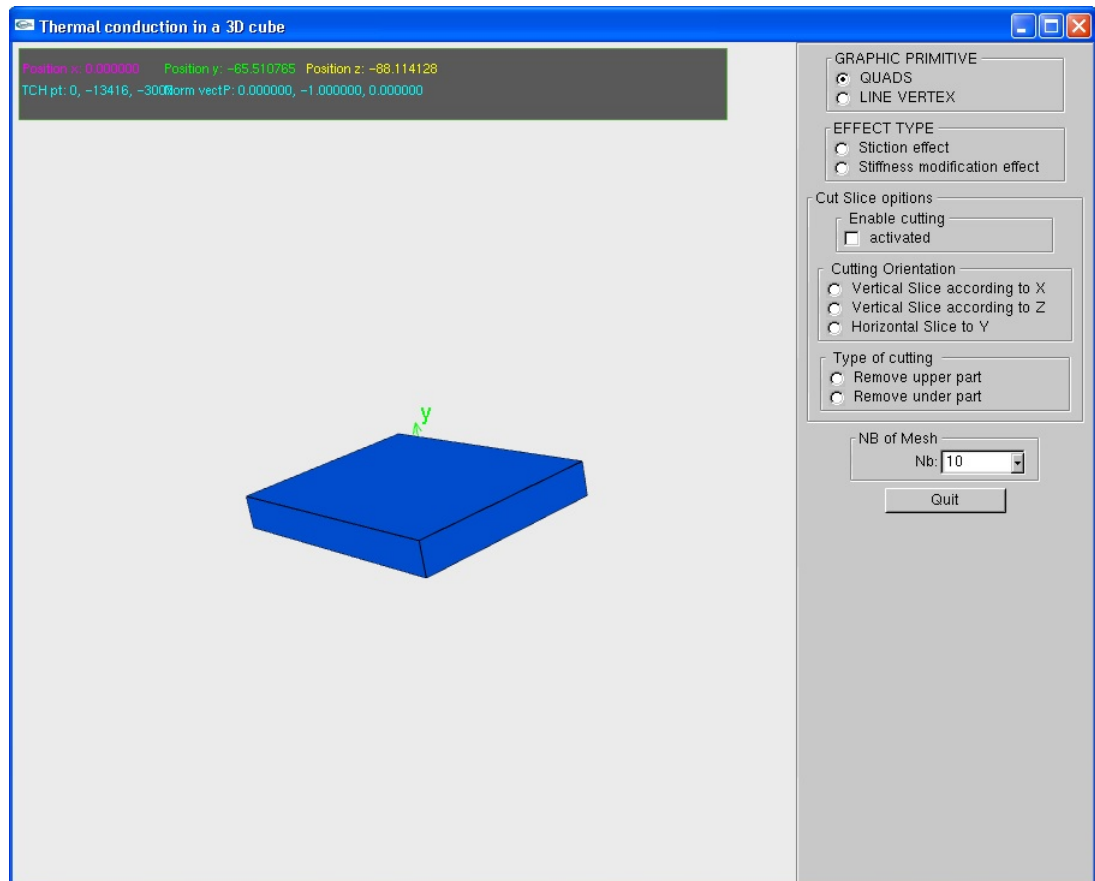 Thermal conduction in a 3D cube
Position x: 0.000000 Position y: -65.510765 Position z: -88.114128
TCH pt: 0, -13416, -300 Norm vectP: 0.000000, -1.000000, 0.000000
y
GRAPHIC PRIMITIVE
QUADS
LINE VERTEX
EFFECT TYPE
Stiction effect
Stiffness modification effect
Cut Slice opitions
Enable cutting
activated
Cutting Orientation
Vertical Slice according to X
Vertical Slice according to Z
Horizontal Slice to Y
Type of cutting
Remove upper part
Remove under part
NB of Mesh
Nb: 10
Quit